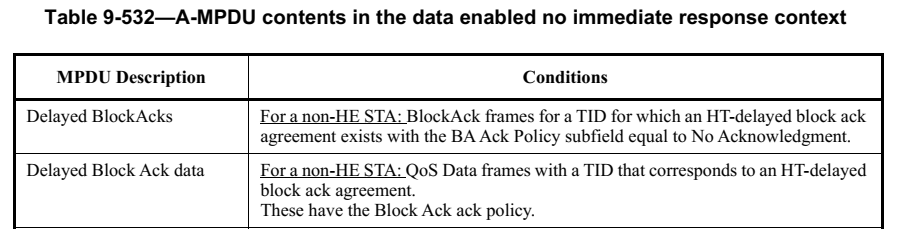 Table 9-532—A-MPDU contents in the data enabled no immediate response context
MPDU Description
Conditions
Delayed BlockAcks
For a non-HE STA: BlockAck frames for a TID for which an HT-delayed block ack
agreement exists with the BA Ack Policy subfield equal to No Acknowledgment.
Delayed Block Ack data
For a non-HE STA: QoS Data frames with a TID that corresponds to an HT-delayed
block ack agreement.
These have the Block Ack ack policy.